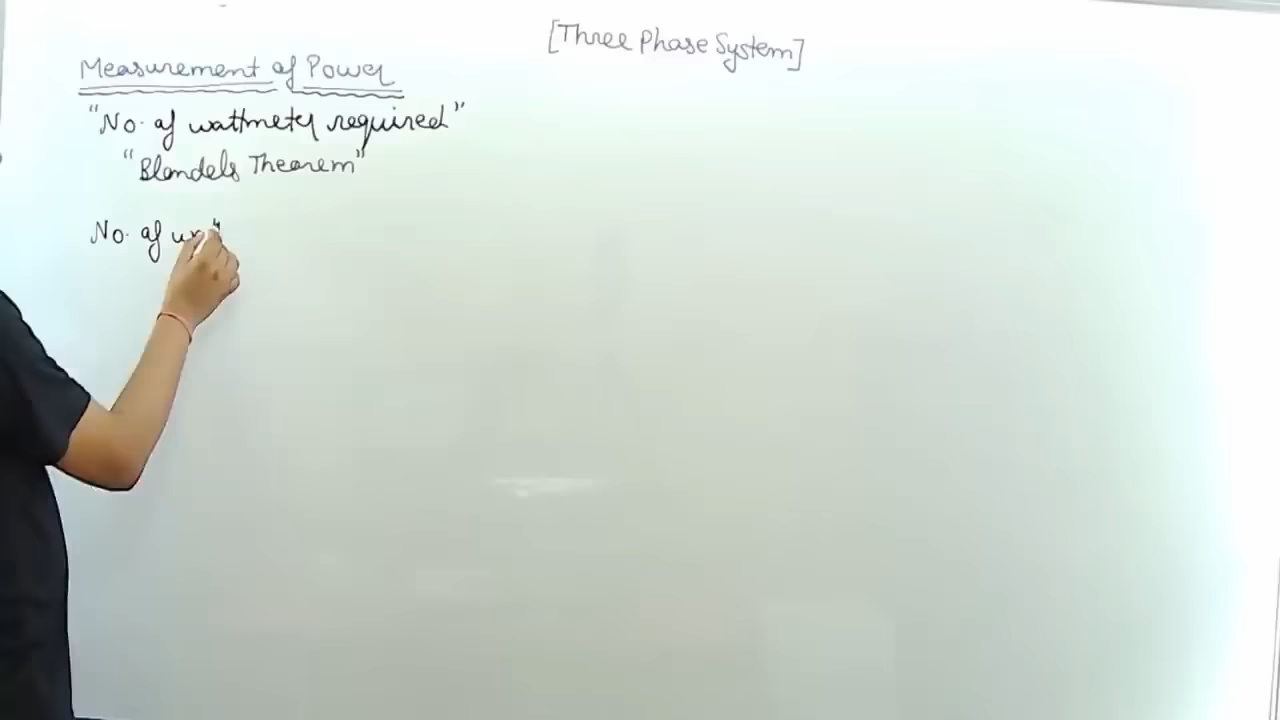 [Three Phase System]
Measurement of Power
"No. of wattmeter required"
"Blondels Theorem"
No. of